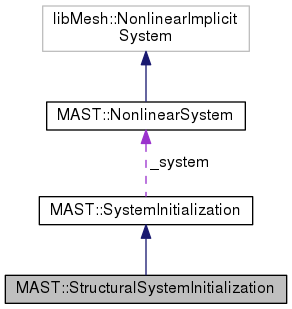 libMesh::NonlinearImplicit
System
MAST::NonlinearSystem
_system
MAST::SystemInitialization
MAST::StructuralSystemInitialization